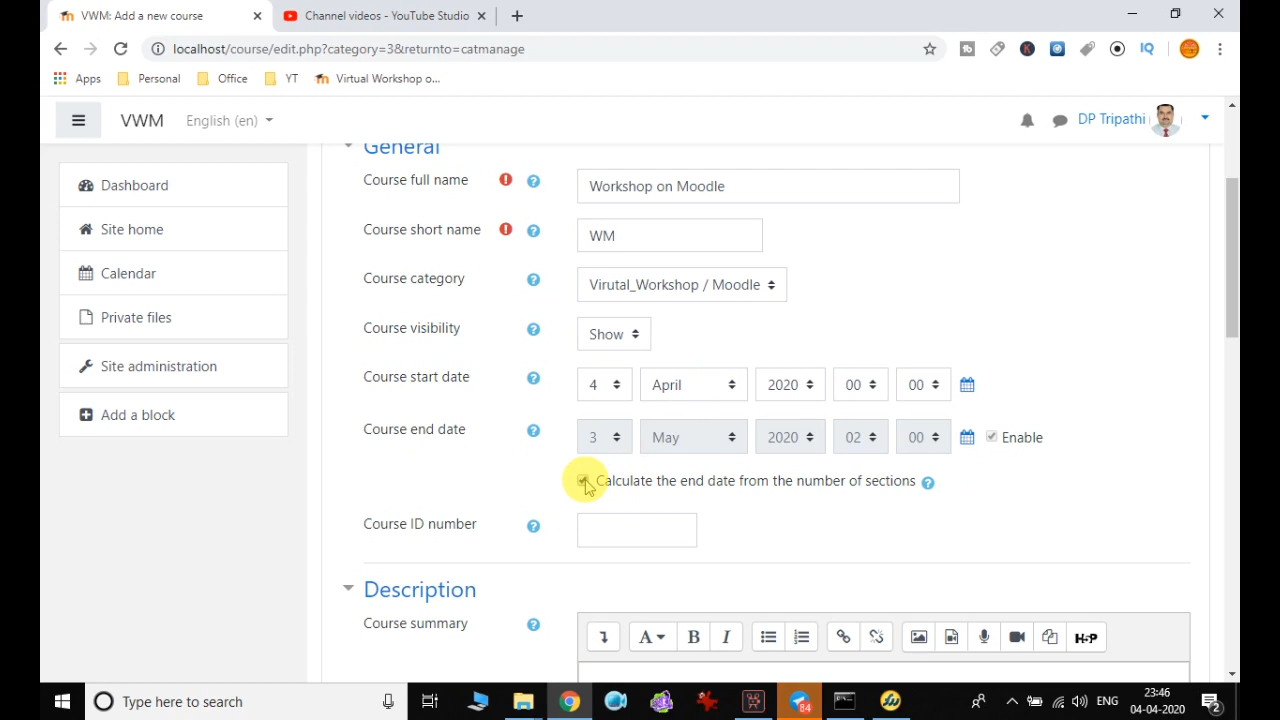 VWM: Add a new course
Channel videos - YouTube Studio
localhost/course/edit.php?category=3&returnto=catmanage
Apps Personal Office YT Virtual Workshop o...
VWM English (en) DP Tripathi
Dashboard
Site home
Calendar
Private files
Site administration
Add a block
General
Course full name Workshop on Moodle
Course short name WM
Course category Virutal_Workshop / Moodle
Course visibility Show
Course start date 4 April 2020 00 00
Course end date 3 May 2020 02 00 Enable
Calculate the end date from the number of sections
Course ID number
Description
Course summary
A B I H-P
Type here to search
84
ENG
23:46
04-04-2020
2